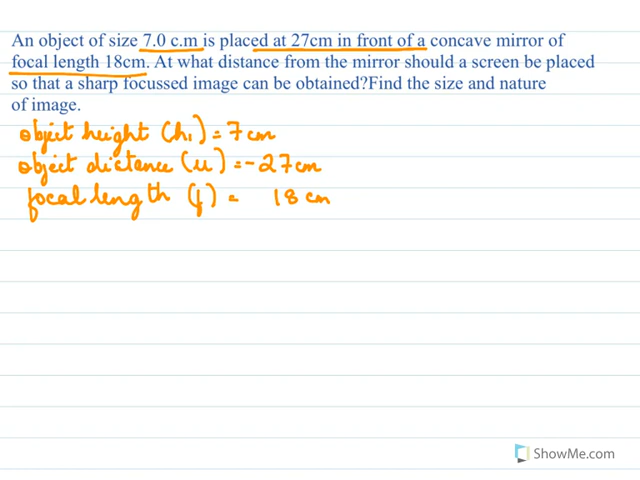 An object of size 7.0 c.m is placed at 27cm in front of a concave mirror of
focal length 18cm. At what distance from the mirror should a screen be placed
so that a sharp focussed image can be obtained?Find the size and nature
of image.
object height (h₁) = 7 cm
object distance (u) = -27 cm
focal length (f) = 18 cm
ShowMe.com